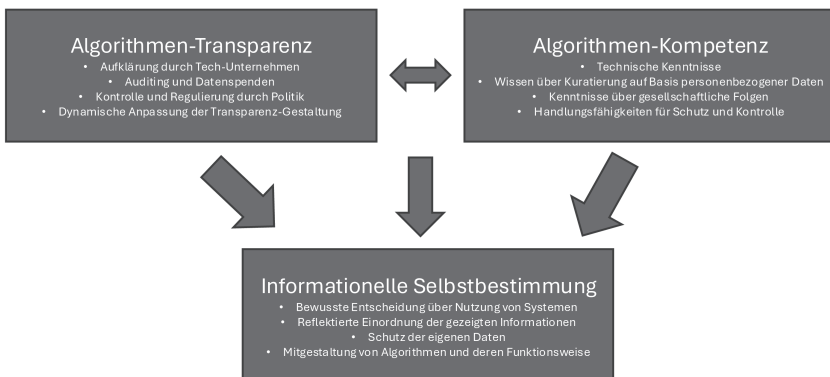 Algorithmen-Transparenz
• Aufklärung durch Tech-Unternehmen
• Auditing und Datenspenden
• Kontrolle und Regulierung durch Politik
• Dynamische Anpassung der Transparenz-Gestaltung
Algorithmen-Kompetenz
• Technische Kenntnisse
• Wissen über Kuratierung auf Basis personenbezogener Daten
• Kenntnisse über gesellschaftliche Folgen
• Handlungsfähigkeiten für Schutz und Kontrolle
Informationelle Selbstbestimmung
• Bewusste Entscheidung über Nutzung von Systemen
• Reflektierte Einordnung der gezeigten Informationen
• Schutz der eigenen Daten
• Mitgestaltung von Algorithmen und deren Funktionsweise